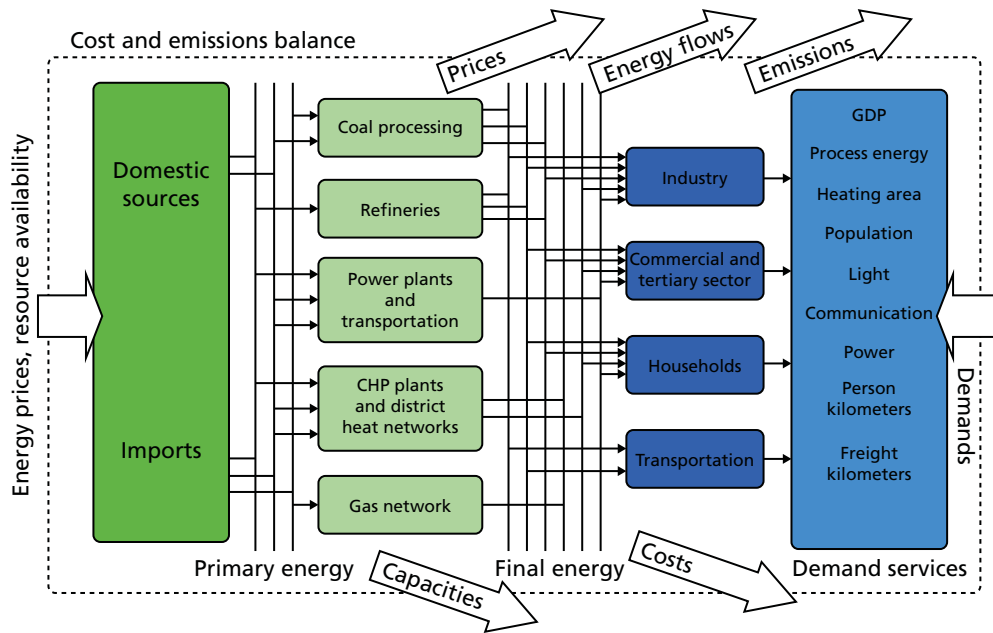 Cost and emissions balance
Prices
Energy flows
Emissions
Energy prices, resource availability
Domestic
sources
Imports
Coal processing
Refineries
Power plants
and
transportation
CHP plants
and district
heat networks
Gas network
Industry
Commercial and
tertiary sector
Households
Transportation
GDP
Process energy
Heating area
Population
Light
Communication
Power
Person
kilometers
Freight
kilometers
Demands
Primary energy
Capacities
Final energy
Costs
Demand services